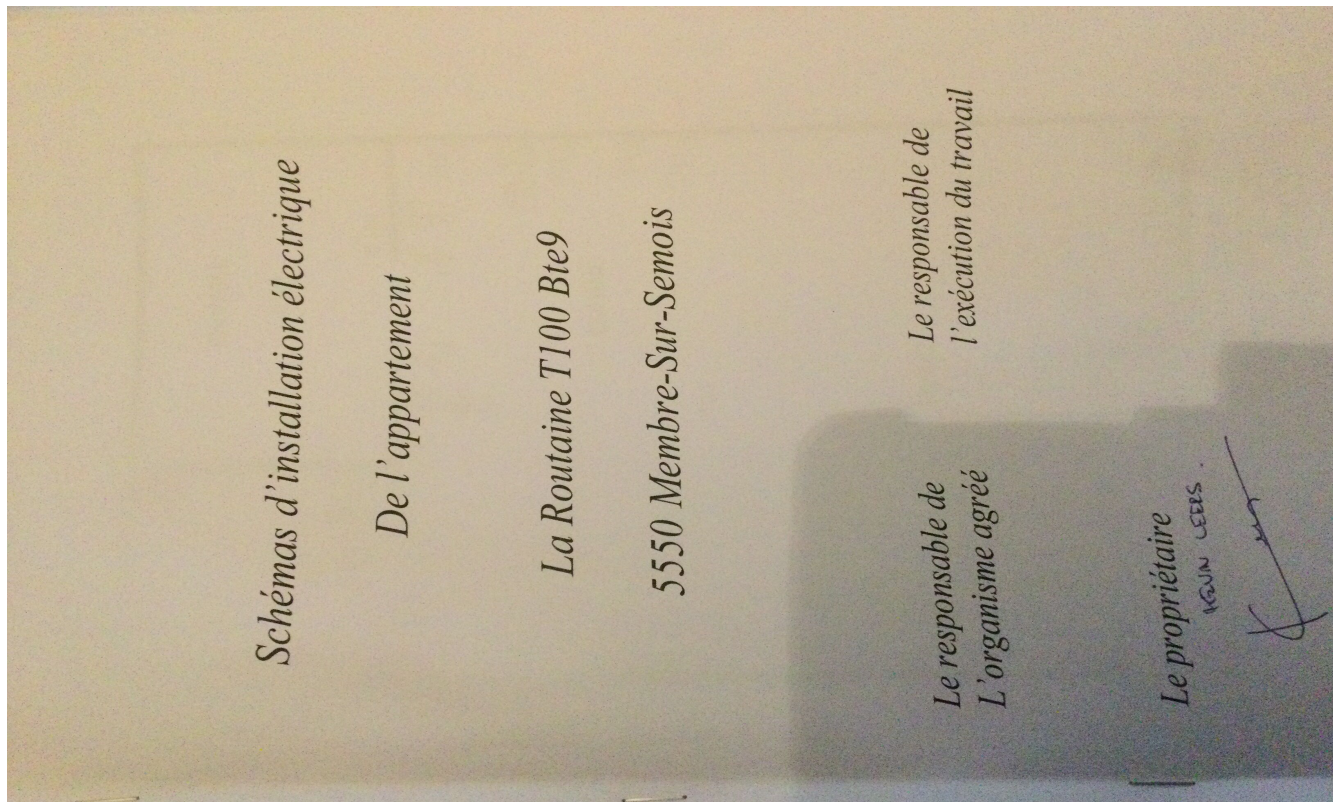 Schémas d'installation électrique
De l'appartement
La Routaine T100 Bte9
5550 Membre-Sur-Semois
Le responsable de
L'organisme agréé
Le responsable de
l'exécution du travail
Le propriétaire